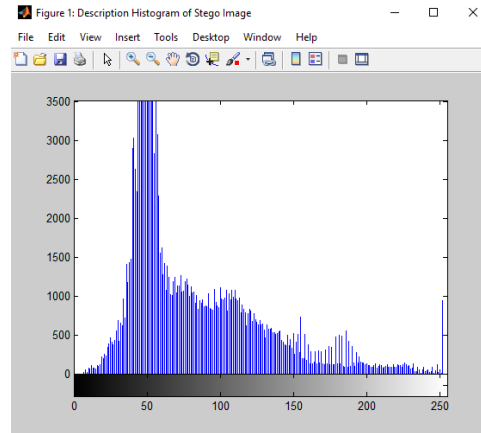 Figure 1: Description Histogram of Stego Image
File Edit View Insert Tools Desktop Window Help
3500
3000
2500
2000
1500
1000
500
0
0 50 100 150 200 250